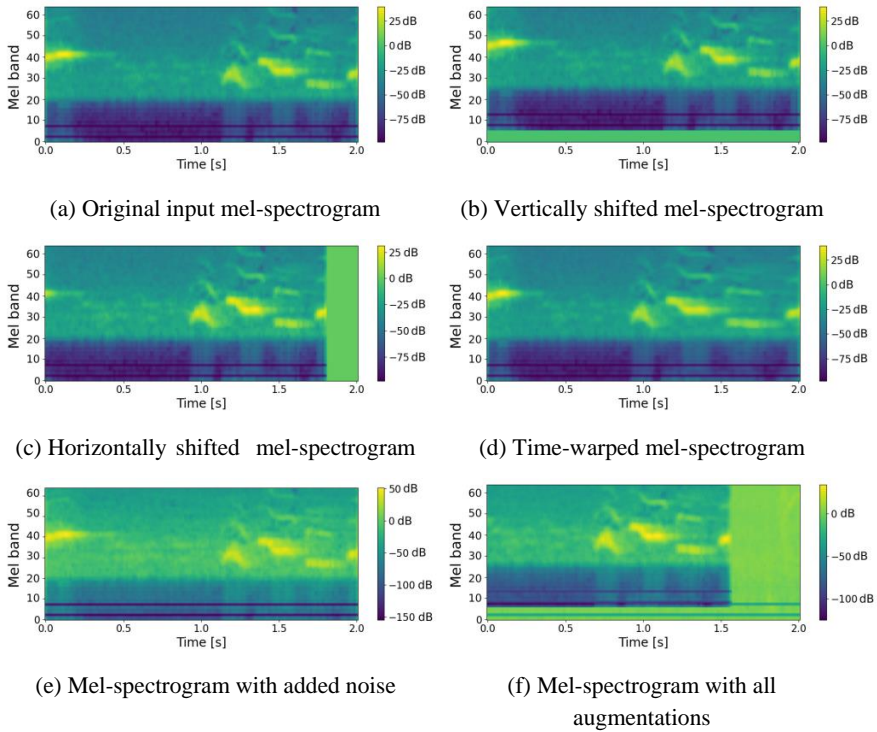 60
50
40
30
20
10
0
Mel band
0.0 0.5 1.0 1.5 2.0
Time [s]
25 dB
0 dB
−25 dB
−50 dB
−75 dB
60
50
40
30
20
10
0
Mel band
0.0 0.5 1.0 1.5 2.0
Time [s]
25 dB
0 dB
−25 dB
−50 dB
−75 dB
(a) Original input mel-spectrogram
(b) Vertically shifted mel-spectrogram
60
50
40
30
20
10
0
Mel band
0.0 0.5 1.0 1.5 2.0
Time [s]
25 dB
0 dB
−25 dB
−50 dB
−75 dB
60
50
40
30
20
10
0
Mel band
0.0 0.5 1.0 1.5 2.0
Time [s]
25 dB
0 dB
−25 dB
−50 dB
−75 dB
(c) Horizontally shifted mel-spectrogram
(d) Time-warped mel-spectrogram
60
50
40
30
20
10
0
Mel band
0.0 0.5 1.0 1.5 2.0
Time [s]
50 dB
0 dB
−50 dB
−100 dB
−150 dB
60
50
40
30
20
10
0
Mel band
0.0 0.5 1.0 1.5 2.0
Time [s]
0 dB
−50 dB
−100 dB
(e) Mel-spectrogram with added noise
(f) Mel-spectrogram with all
augmentations